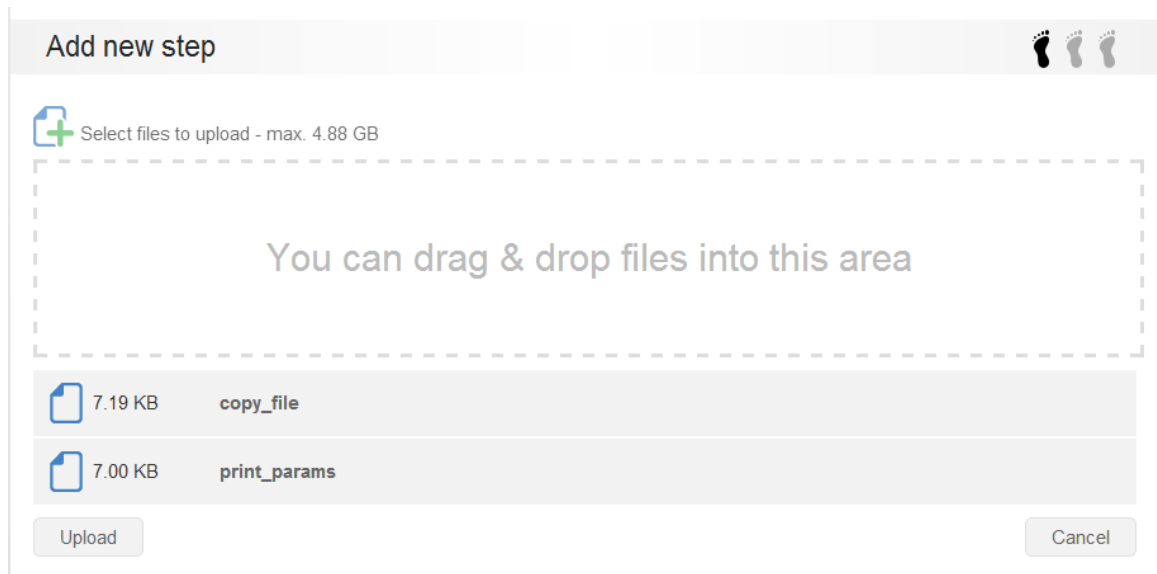 Add new step
Select files to upload - max. 4.88 GB
You can drag & drop files into this area
7.19 KB copy_file
7.00 KB print_params
Upload Cancel